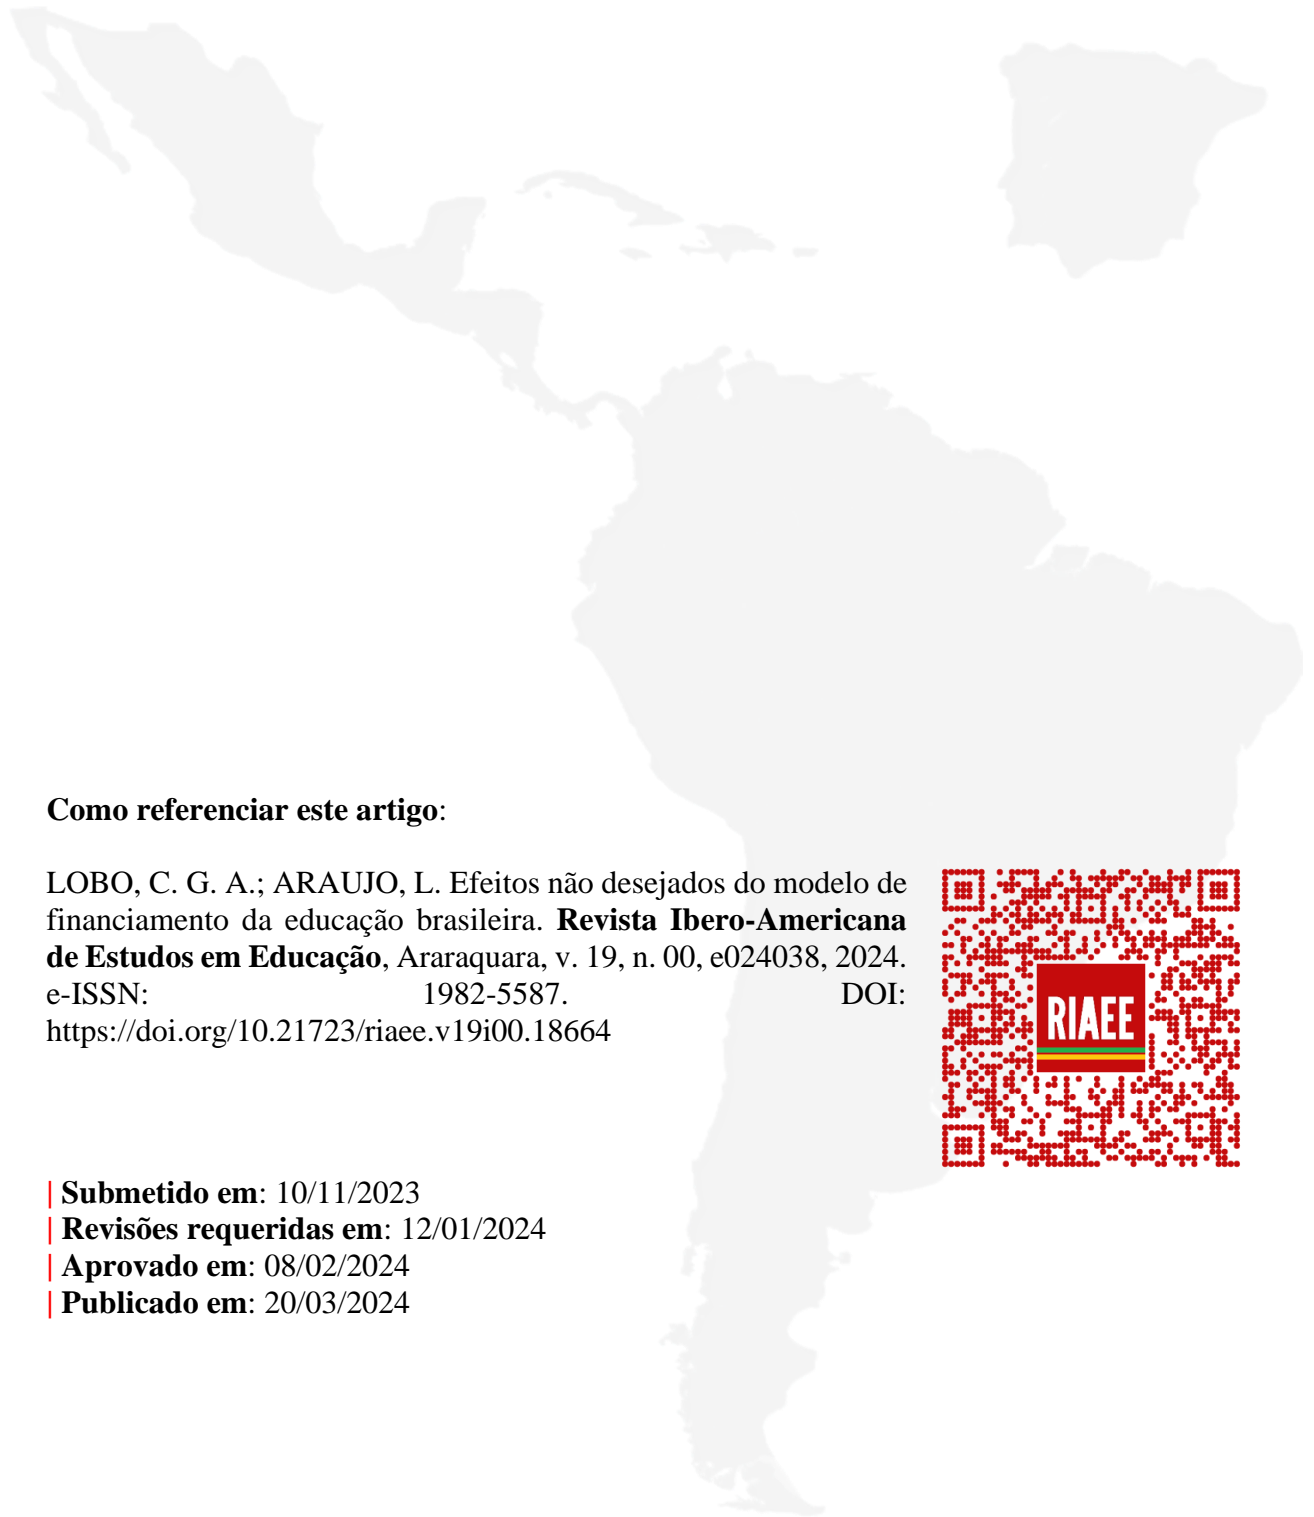 Como referenciar este artigo:
LOBO, C. G. A.; ARAUJO, L. Efeitos não desejados do modelo de
financiamento da educação brasileira. Revista Ibero-Americana
de Estudos em Educação, Araraquara, v. 19, n. 00, e024038, 2024.
e-ISSN: 1982-5587. DOI:
https://doi.org/10.21723/riaee.v19i00.18664
RIAEE
| Submetido em: 10/11/2023
| Revisões requeridas em: 12/01/2024
| Aprovado em: 08/02/2024
| Publicado em: 20/03/2024